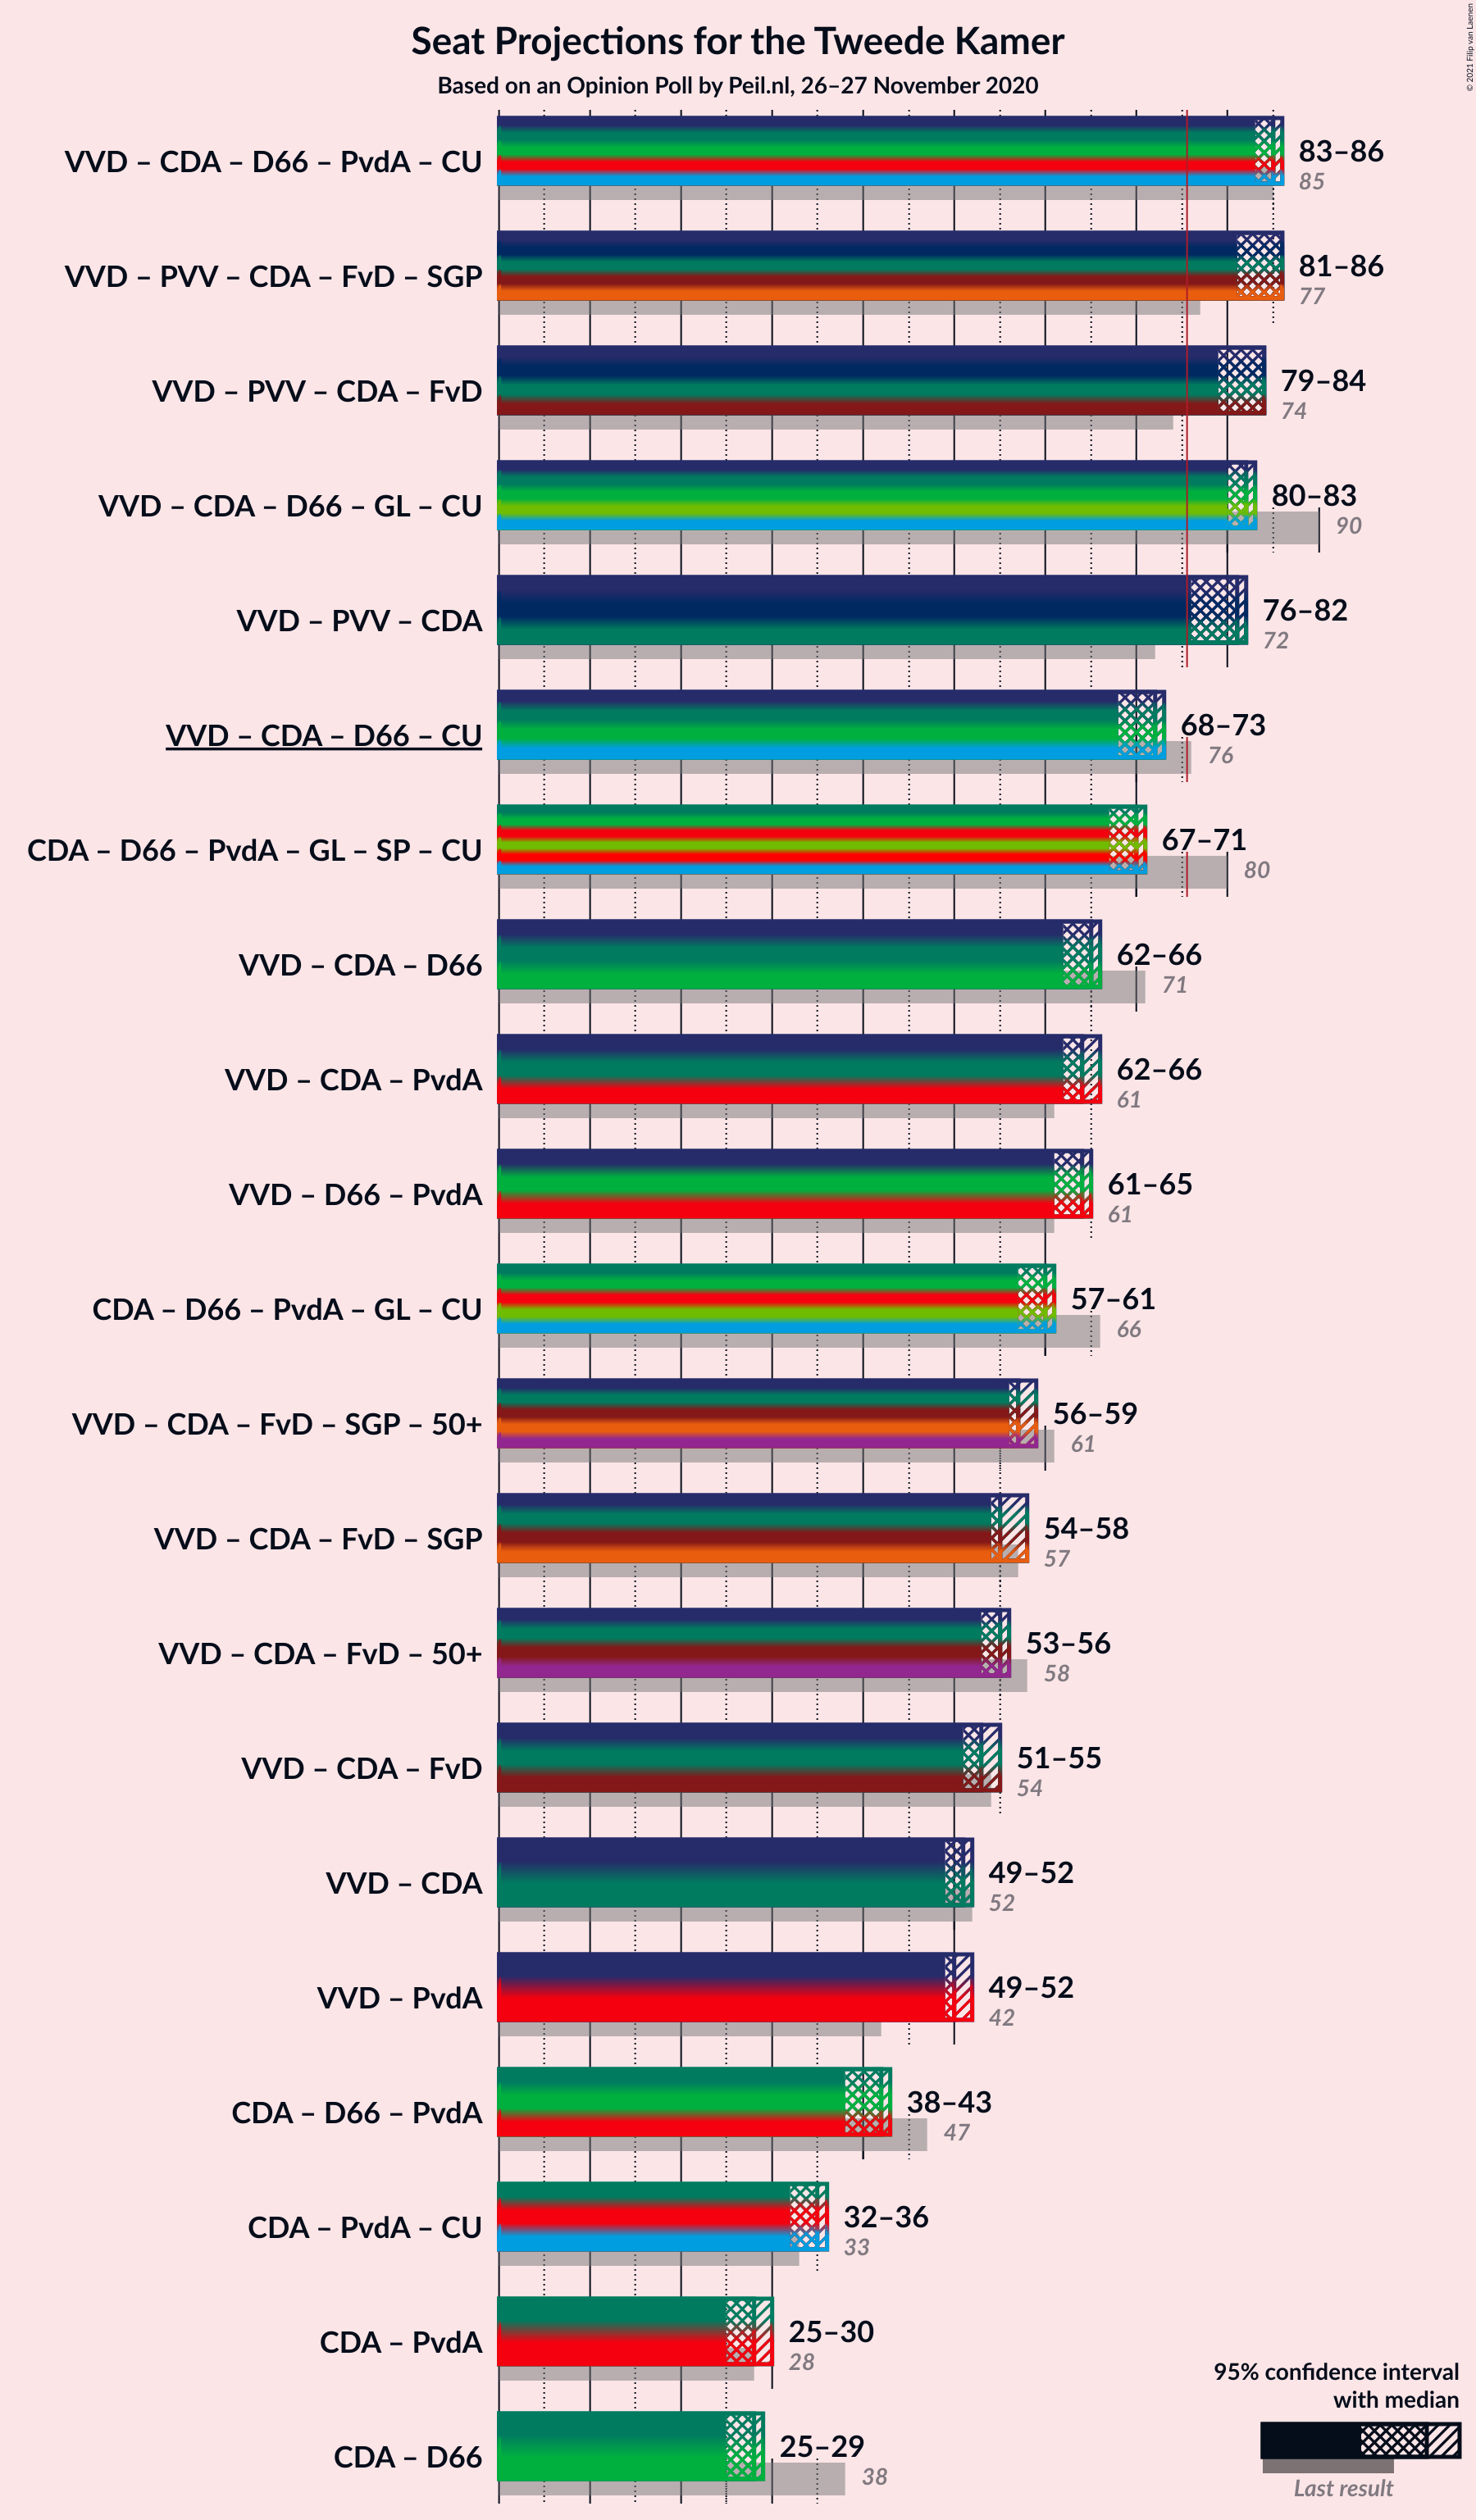 Seat Projections for the Tweede Kamer
Based on an Opinion Poll by Peil.nl, 26–27 November 2020
© 2021 Filip van Laenen
VVD – CDA – D66 – PvdA – CU
83–86
85
VVD – PVV – CDA – FvD – SGP
81–86
77
VVD – PVV – CDA – FvD
79–84
74
VVD – CDA – D66 – GL – CU
80–83
90
VVD – PVV – CDA
76–82
72
VVD – CDA – D66 – CU
68–73
76
CDA – D66 – PvdA – GL – SP – CU
67–71
80
VVD – CDA – D66
62–66
71
VVD – CDA – PvdA
62–66
61
VVD – D66 – PvdA
61–65
61
CDA – D66 – PvdA – GL – CU
57–61
66
VVD – CDA – FvD – SGP – 50+
56–59
61
VVD – CDA – FvD – SGP
54–58
57
VVD – CDA – FvD – 50+
53–56
58
VVD – CDA – FvD
51–55
54
VVD – CDA
49–52
52
VVD – PvdA
49–52
42
CDA – D66 – PvdA
38–43
47
CDA – PvdA – CU
32–36
33
CDA – PvdA
25–30
28
CDA – D66
25–29
38
95% confidence interval
with median
Last result